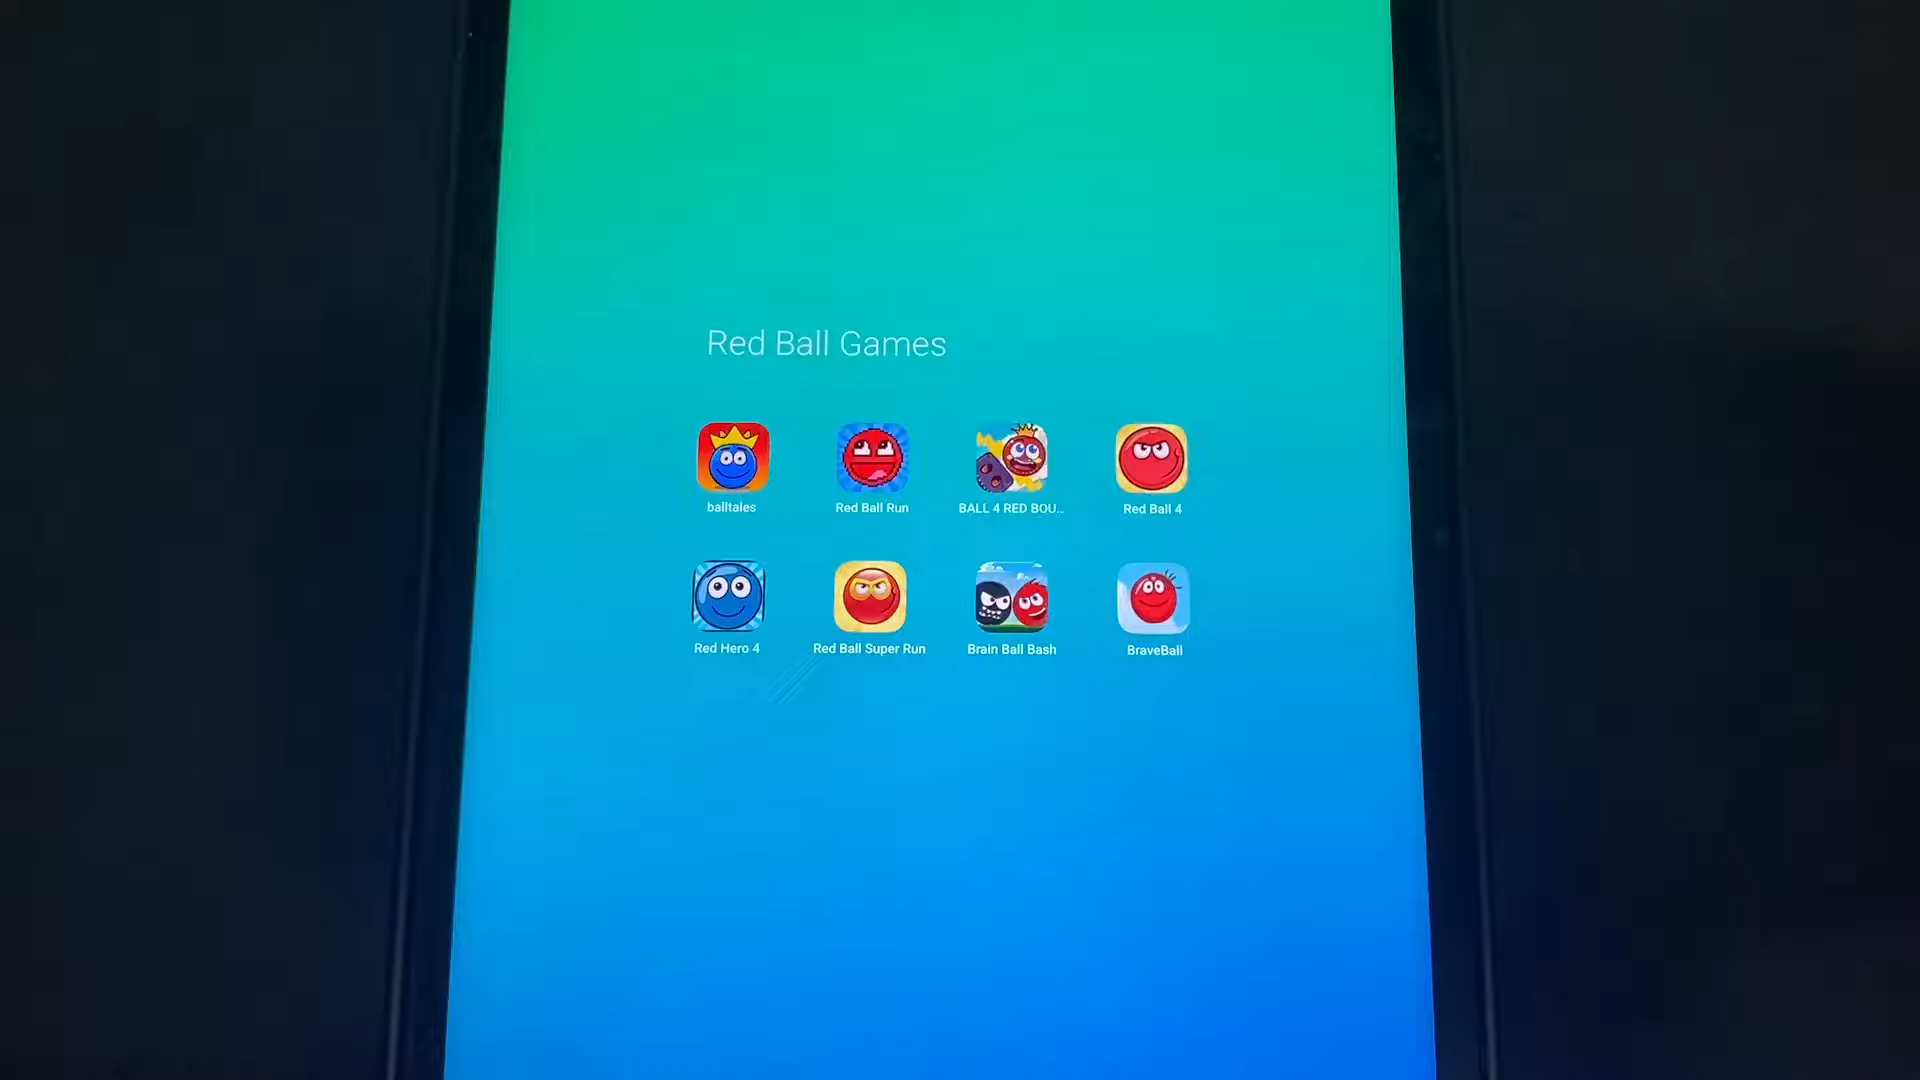 Red Ball Games
balltales
Red Ball Run
BALL 4 RED BOU...
Red Ball 4
Red Hero 4
Red Ball Super Run
Brain Ball Bash
BraveBall